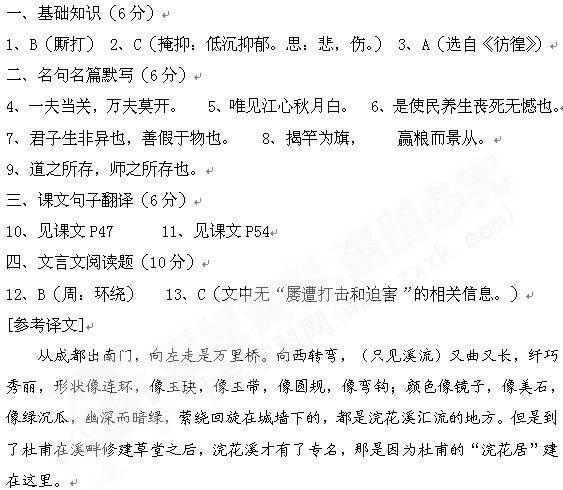 一、基础知识（6分）
1、B（厮打） 2、C（掩抑：低沉抑郁。思：悲，伤。） 3、A（选自《彷徨》）
二、名句名篇默写（6分）
4、一夫当关，万夫莫开。 5、唯见江心秋月白。 6、是使民养生丧死无憾也。
7、君子生非异也，善假于物也。 8、揭竿为旗， 赢粮而景从。
9、道之所存，师之所存也。
三、课文句子翻译（6分）
10、见课文P47 11、见课文P54
四、文言文阅读题（10分）
12、B（周：环绕） 13、C（文中无“屡遭打击和迫害”的相关信息。）
[参考译文]
从成都出南门，向左走是万里桥。向西转弯，（只见溪流）又曲又长，纤巧
秀丽，形状像连环，像玉玦，像玉带，像圆规，像弯钩；颜色像镜子，像美石，
像绿沉瓜，幽深而暗绿，萦绕回旋在城墙下的，都是浣花溪汇流的地方。但是到
了杜甫在溪畔修建草堂之后，浣花溪才有了专名，那是因为杜甫的“浣花居”建
在这里。